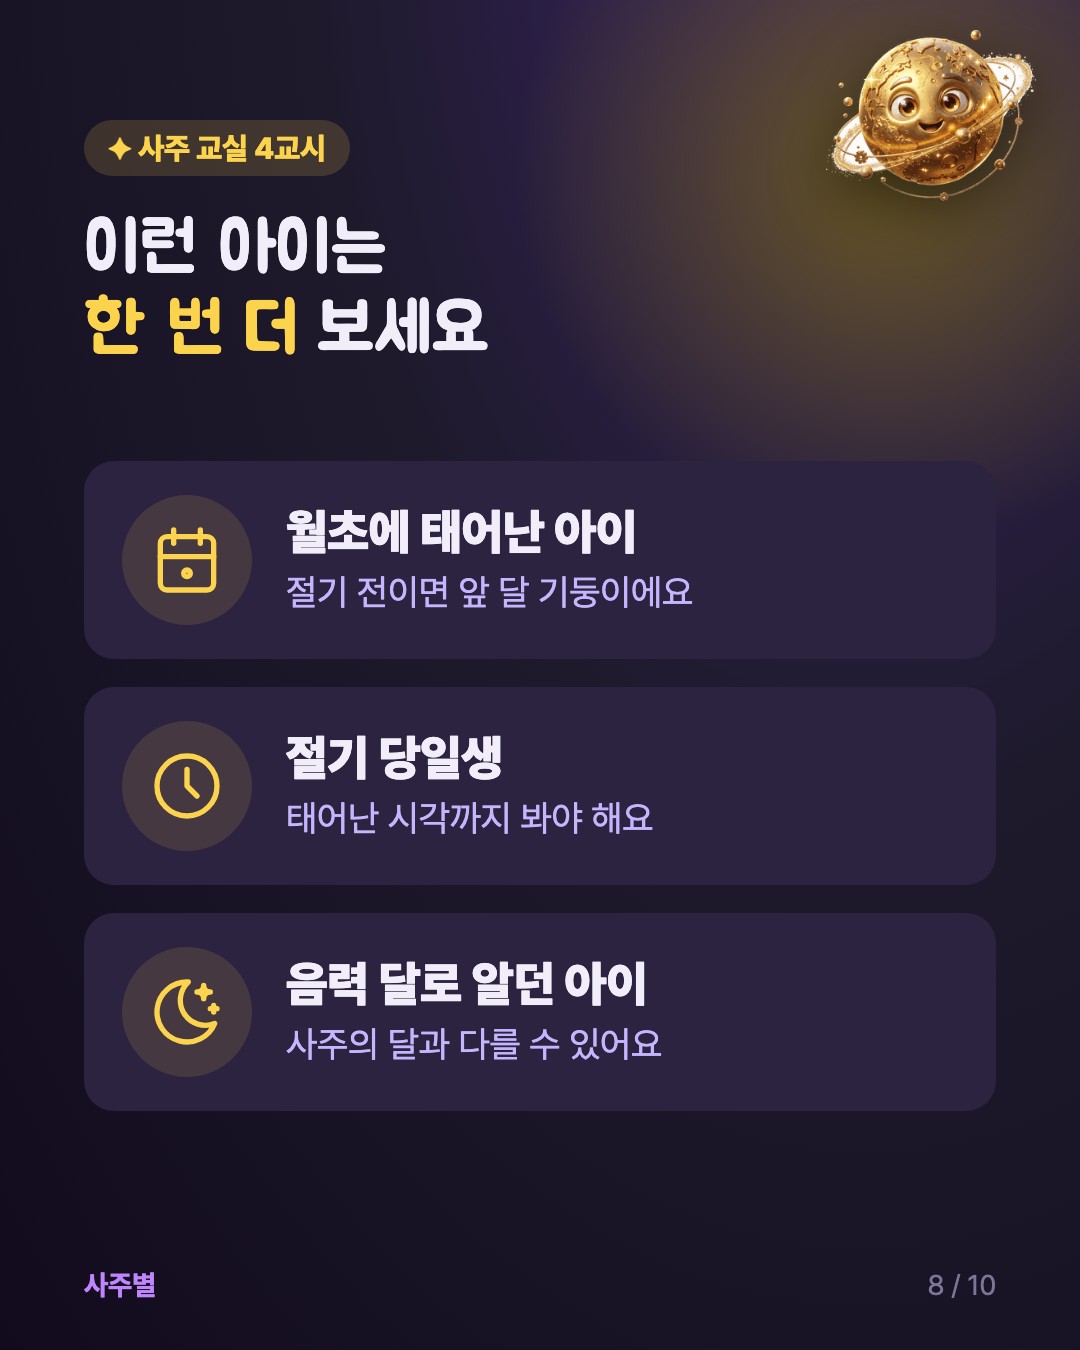 사주 교실 4교시
이런 아이는
한 번 더 보세요
월초에 태어난 아이
절기 전이면 앞 달 기둥이에요
절기 당일생
태어난 시각까지 봐야 해요
음력 달로 알던 아이
사주의 달과 다를 수 있어요
사주별
8 / 10